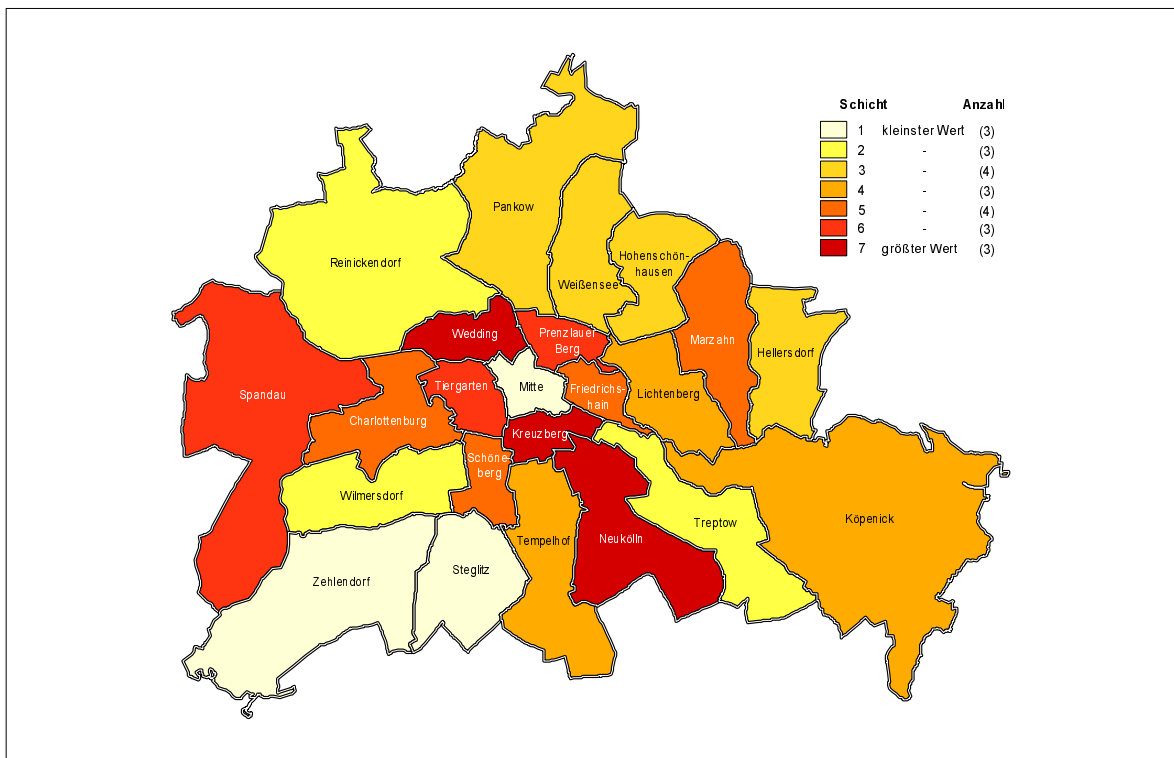 Schicht Anzahl
1 kleinster Wert (3)
2 - (3)
3 - (4)
4 - (3)
5 - (4)
6 - (3)
7 größter Wert (3)
Pankow
Reinickendorf
Hohenschön-
hausen
Weißensee
Wedding
Prenzlauer
Berg
Marzahn
Hellersdorf
Spandau
Tiergarten
Mitte
Friedrichs-
hain
Lichtenberg
Charlottenburg
Kreuzberg
Schöne-
berg
Wilmersdorf
Tempelhof
Neukölln
Treptow
Köpenick
Zehlendorf
Steglitz